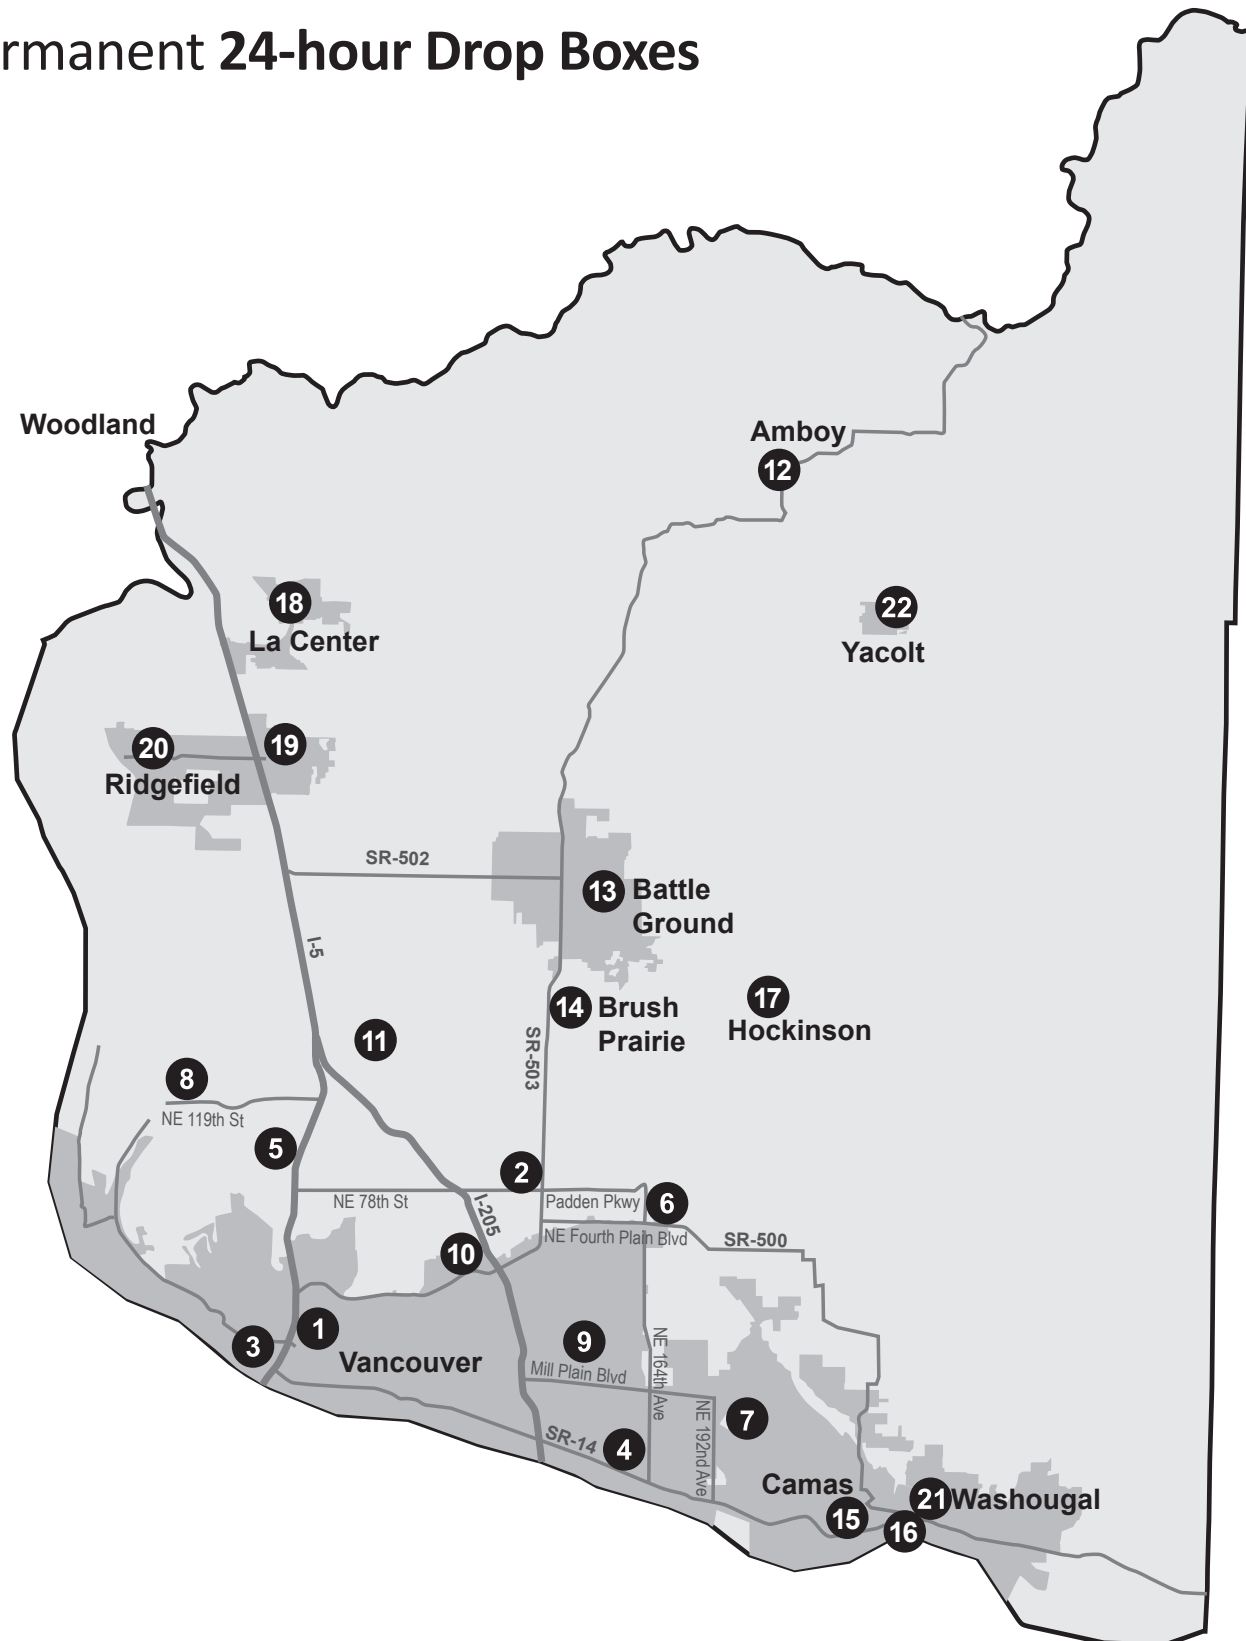 rmanent 24-hour Drop Boxes
Woodland
Amboy
12
18
La Center
22
Yacolt
20
19
Ridgefield
SR-502
13
Battle
Ground
I-5
14
Brush
Prairie
17
Hockinson
11
SR-503
8
NE 119th St
5
2
NE 78th St
Padden Pkwy
6
I-205
NE Fourth Plain Blvd
SR-500
10
1
3
Vancouver
9
Mill Plain Blvd
NE 164th Ave
NE 192nd Ave
7
SR-14
4
Camas
15
21
Washougal
16